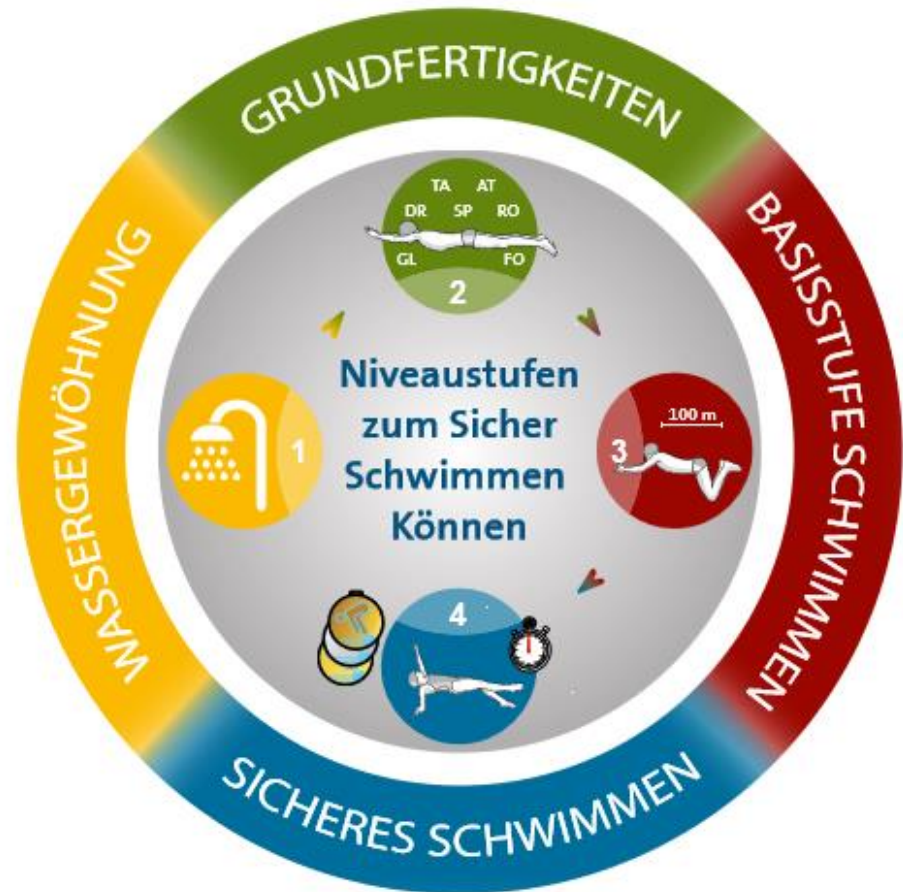 GRUNDFERTIGKEITEN
WASSERGEWÖHNUNG
BASISSTUFE SCHWIMMEN
SICHERES SCHWIMMEN
TA AT
DR SP RO
GL FO
2
1
100 m
3
4
Niveaustufen
zum Sicher
Schwimmen
Können